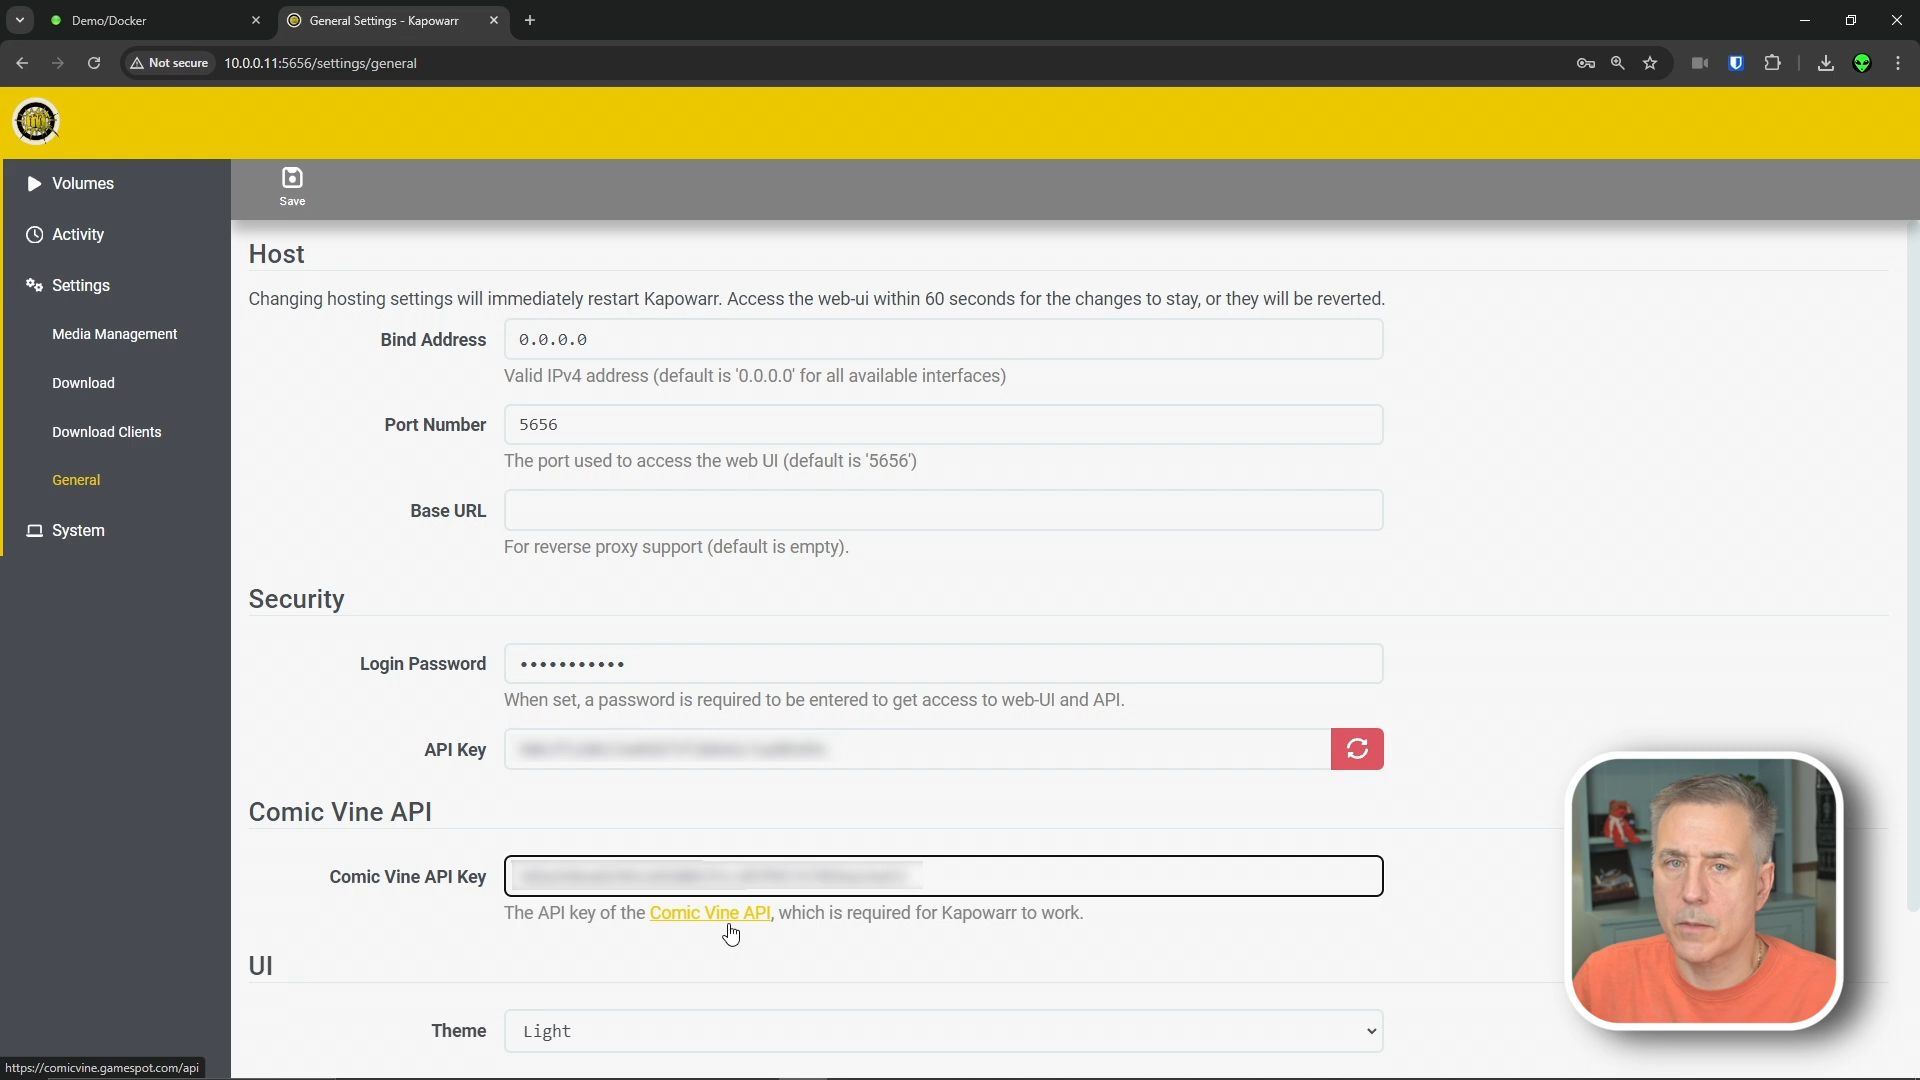 Demo/Docker
General Settings - Kapowarr
Not secure
10.0.0.11:5656/settings/general
Volumes
Save
Activity
Settings
Media Management
Download
Download Clients
General
System
Host
Changing hosting settings will immediately restart Kapowarr. Access the web-ui within 60 seconds for the changes to stay, or they will be reverted.
Bind Address
0.0.0.0
Valid IPv4 address (default is '0.0.0.0' for all available interfaces)
Port Number
5656
The port used to access the web UI (default is '5656')
Base URL
For reverse proxy support (default is empty).
Security
Login Password
•••••••••••
When set, a password is required to be entered to get access to web-UI and API.
API Key
Comic Vine API
Comic Vine API Key
The API key of the Comic Vine API, which is required for Kapowarr to work.
UI
Theme
Light
https://comicvine.gamespot.com/api